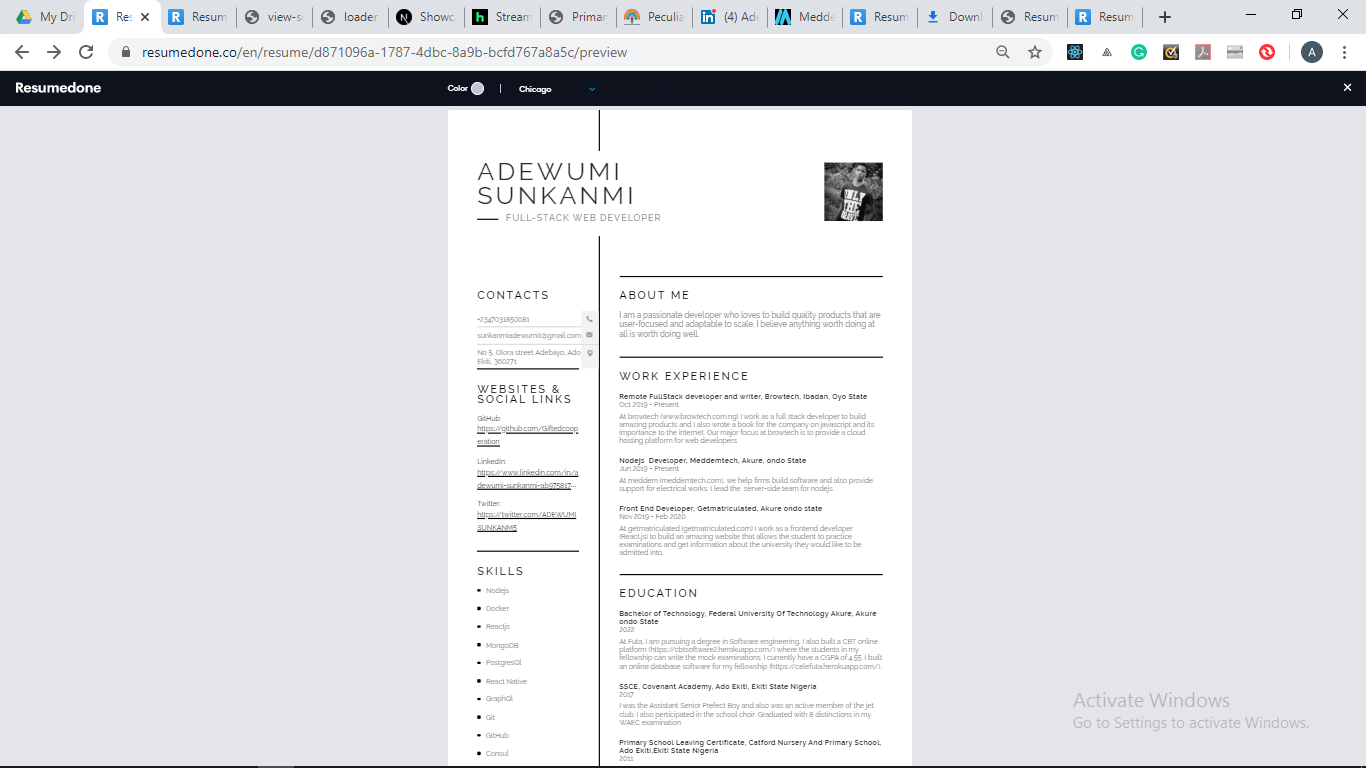 My Dri
Res
Resum
view-so
loader.
Showca
Stream
Primar
Peculia
(4) Ade
Medde
Resum
Downl
Resum
Resum
resumedone.co/en/resume/d871096a-1787-4dbc-8a9b-bcfd767a8a5c/preview
A
Resumedone
Color
Chicago
ADEWUMI
SUNKANMI
FULL-STACK WEB DEVELOPER
CONTACTS
+2347031850081
sunkanmiadewumi1@gmail.com
No 5, Olora street Adebayo, Ado
Ekiti, 360271
WEBSITES &
SOCIAL LINKS
GitHub:
https://github.com/Giftedcoop
eration
LinkedIn:
https://www.linkedin.com/in/a
dewumi-sunkanmi-ab975817...
Twitter:
https://twitter.com/ADEWUMI
SUNKANM5
SKILLS
Nodejs
Docker
Reactjs
MongoDB
PostgresQl
React Native
GraphQl
Git
GitHub
Consul
ABOUT ME
I am a passionate developer who loves to build quality products that are
user-focused and adaptable to scale, I believe anything worth doing at
all is worth doing well.
WORK EXPERIENCE
Remote FullStack developer and writer, Browtech, Ibadan, Oyo State
Oct 2019 - Present
At browtech (www.browtech.com.ng) I work as a full stack developer to build
amazing products and I also wrote a book for the company on javascript and its
importance to the internet. Our major focus at browtech is to provide a cloud
hosting platform for web developers
Nodejs Developer, Meddemtech, Akure, ondo State
Jun 2019 - Present
At meddem (meddemtech.com), we help firms build software and also provide
support for electrical works. I lead the server-side team for nodejs
Front End Developer, Getmatriculated, Akure ondo state
Nov 2019 - Feb 2020
At getmatriculated (getmatriculated.com) I work as a frontend developer
(React.js) to build an amazing website that allows the student to practice
examinations and get information about the university they would like to be
admitted into.
EDUCATION
Bachelor of Technology, Federal University Of Technology Akure, Akure
ondo State
2022
At Futa, I am pursuing a degree in Software engineering, I also built a CBT online
platform (https://cbtsoftware2.herokuapp.com/) where the students in my
fellowship can write the mock examinations. I currently have a CGPA of 4.55. I built
an online database software for my fellowship (https://celefuta.herokuapp.com/).
SSCE, Covenant Academy, Ado Ekiti, Ekiti State Nigeria
2017
I was the Assistant Senior Prefect Boy and also was an active member of the jet
club. I also perticipated in the school choir. Graduated with 8 distinctions in my
WAEC examination
Primary School Leaving Certificate, Catford Nursery And Primary School,
Ado Ekiti,Ekiti State Nigeria
2011
Activate Windows
Go to Settings to activate Windows.